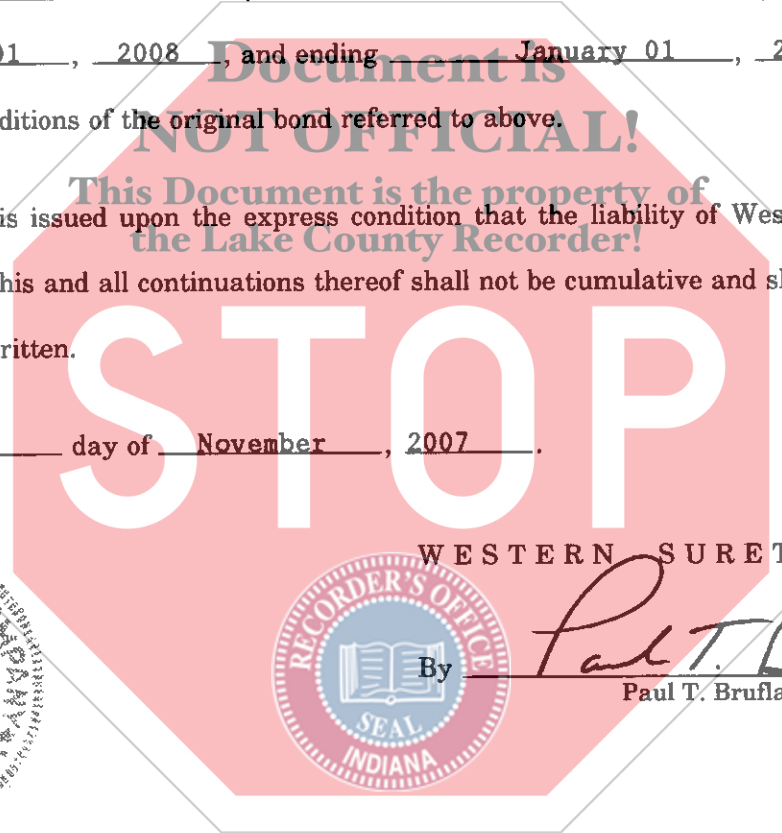 01, 2008, and ending January 01, 2
Document is
ditions of the original bond referred to above.
NOT OFFICIAL!
This Document is the property of
is issued upon the express condition that the liability of Wes
the Lake County Recorder!
his and all continuations thereof shall not be cumulative and s
ritten.
STOP
day of November, 2007.
WESTERN SURET
RECORDER'S OFFICE
SEAL
INDIANA
By Paul T.
Paul T. Brufla
PANY